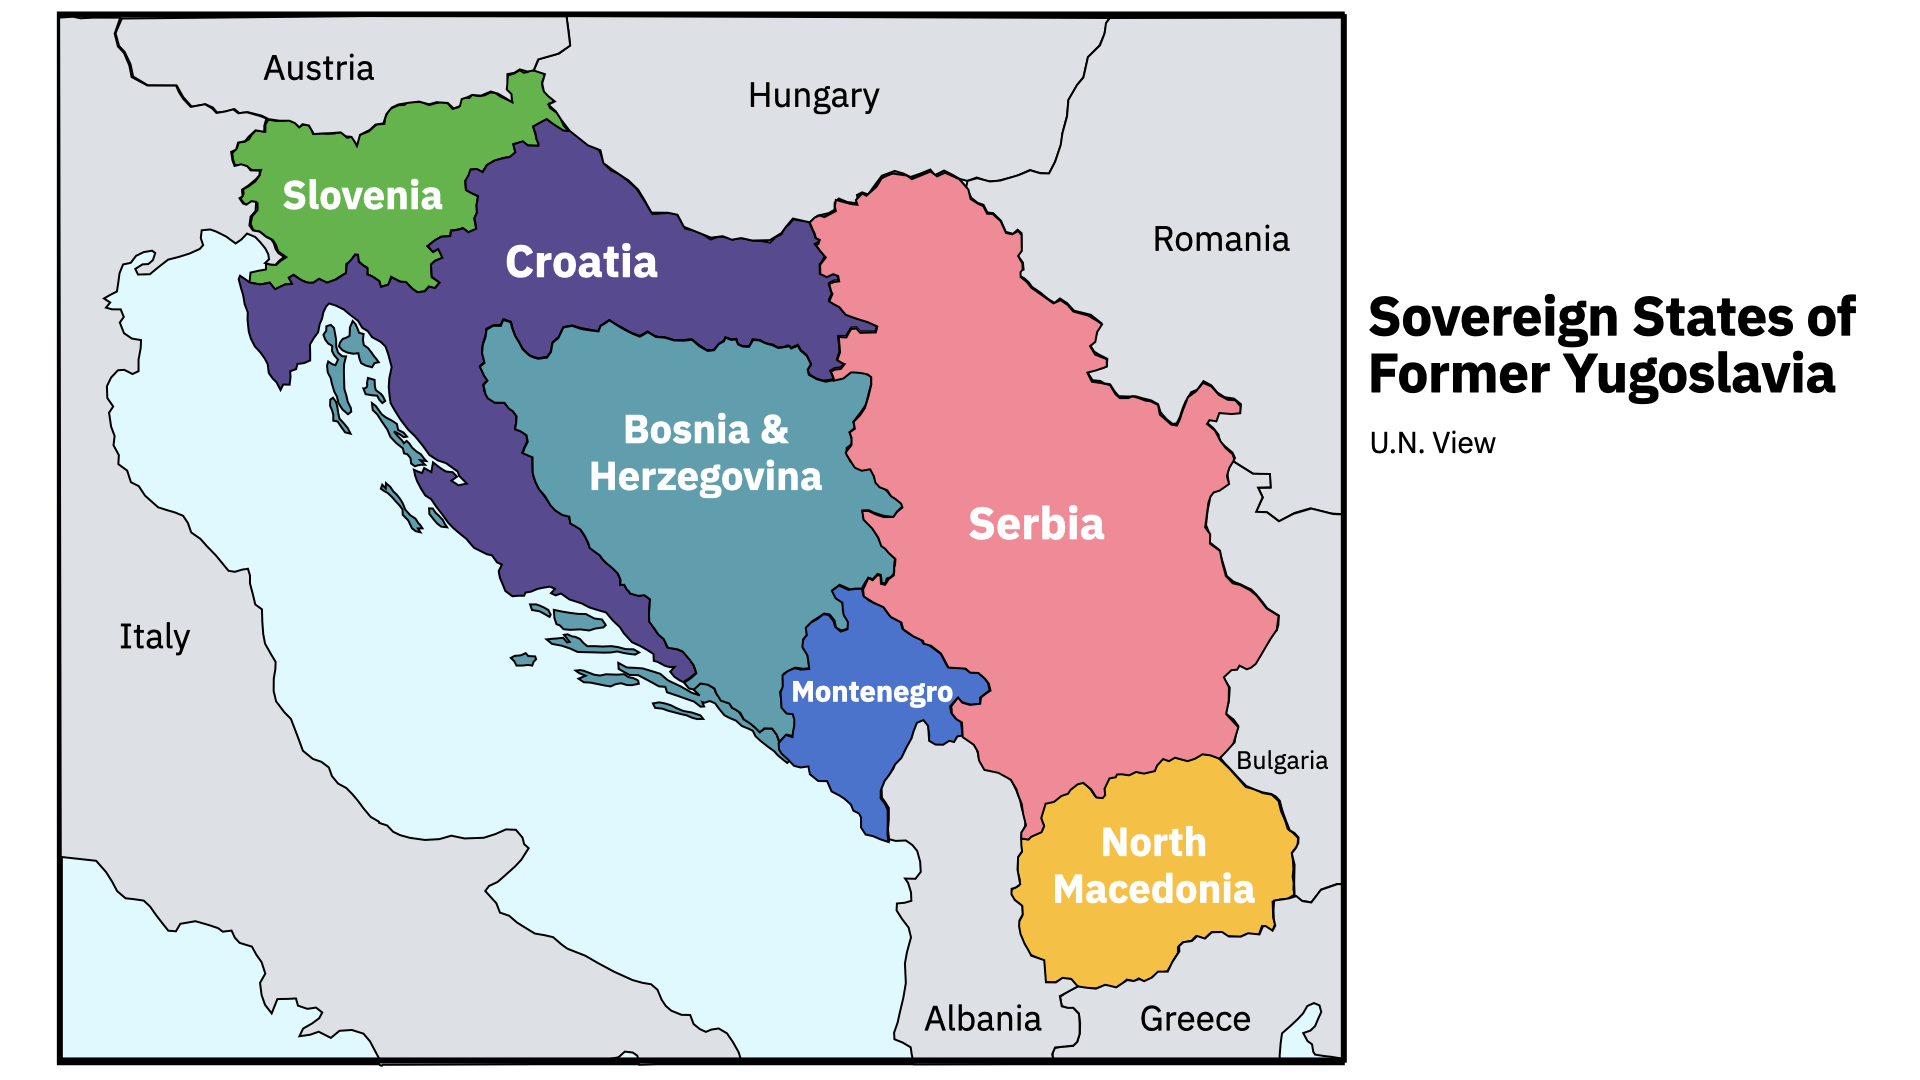 Austria
Hungary
Slovenia
Croatia
Romania
Sovereign States of
Former Yugoslavia
U.N. View
Bosnia &
Herzegovina
Serbia
Italy
Montenegro
Bulgaria
North
Macedonia
Albania
Greece